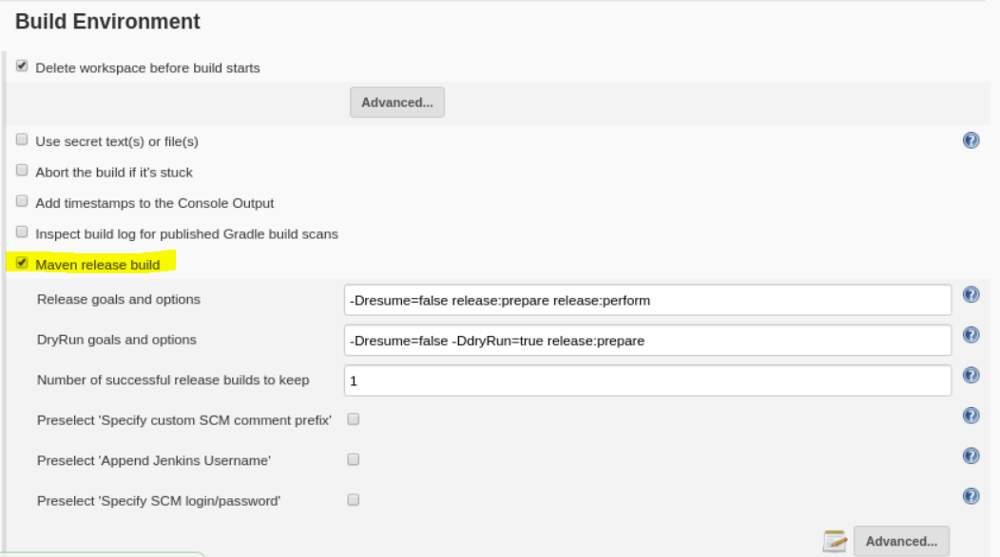 Build Environment
Delete workspace before build starts
Advanced...
Use secret text(s) or file(s)
Abort the build if it's stuck
Add timestamps to the Console Output
Inspect build log for published Gradle build scans
Maven release build
Release goals and options -Dresume=false release:prepare release:perform
DryRun goals and options -Dresume=false -DdryRun=true release:prepare
Number of successful release builds to keep 1
Preselect 'Specify custom SCM comment prefix'
Preselect 'Append Jenkins Username'
Preselect 'Specify SCM login/password'
Advanced...